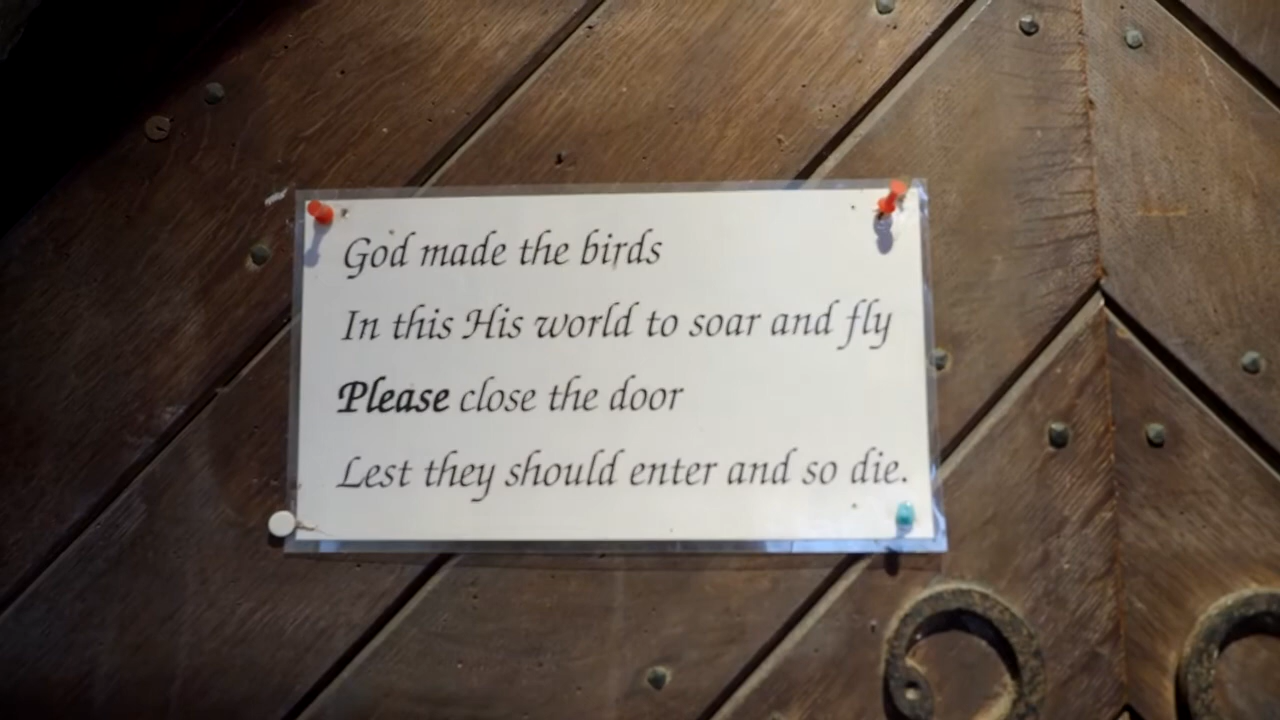 God made the birds
In this His world to soar and fly
Please close the door
Lest they should enter and so die.